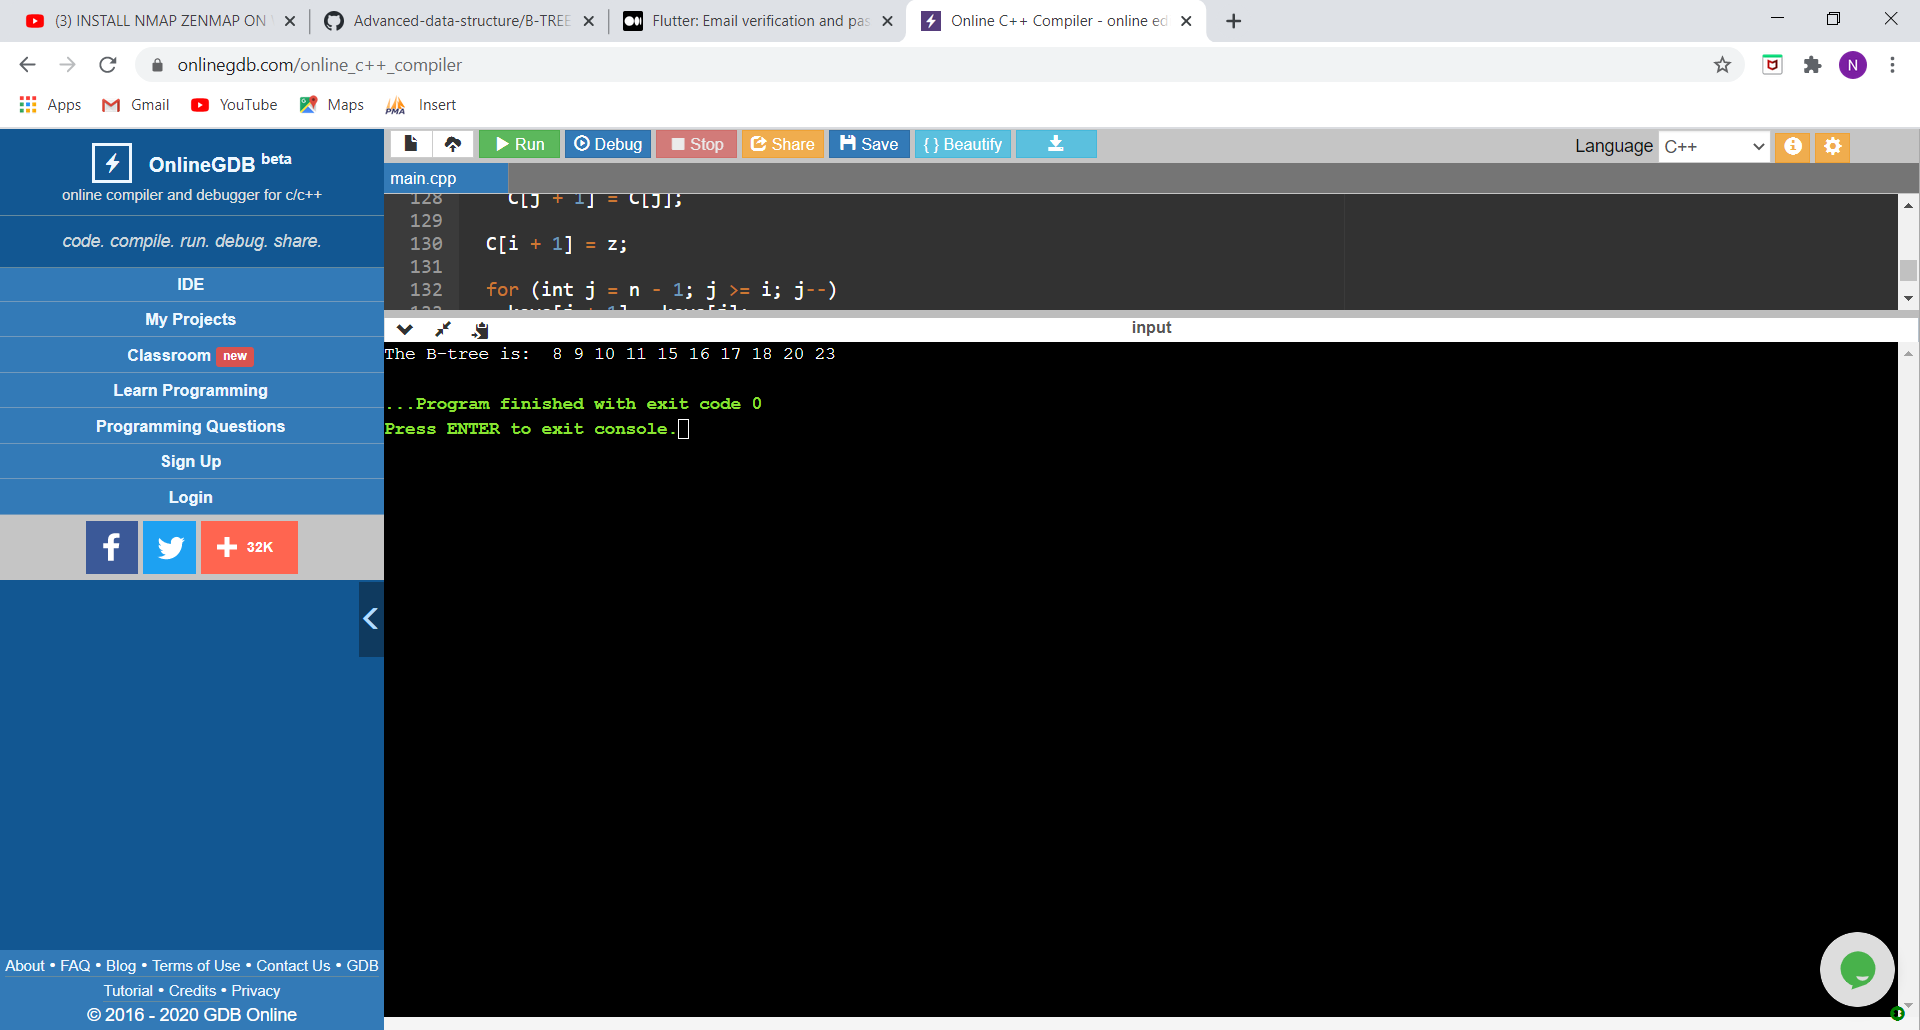 (3) INSTALL NMAP ZENMAP ON
Advanced-data-structure/B-TREE
Flutter: Email verification and pas
Online C++ Compiler - online ed
onlinegdb.com/online_c++_compiler
N
Apps
Gmail
YouTube
Maps
PMA
Insert
OnlineGDB beta
online compiler and debugger for c/c++
code. compile. run. debug. share.
IDE
My Projects
Classroom new
Learn Programming
Programming Questions
Sign Up
Login
f
+ 32K
About • FAQ • Blog • Terms of Use • Contact Us • GDB
Tutorial • Credits • Privacy
© 2016 - 2020 GDB Online
Run
Debug
Stop
Share
Save
{ } Beautify
Language C++
main.cpp
128 C[j + 1] = C[j];
129
130 C[i + 1] = z;
131
132 for (int j = n - 1; j >= i; j--)
input
The B-tree is:  8 9 10 11 15 16 17 18 20 23
...Program finished with exit code 0
Press ENTER to exit console.